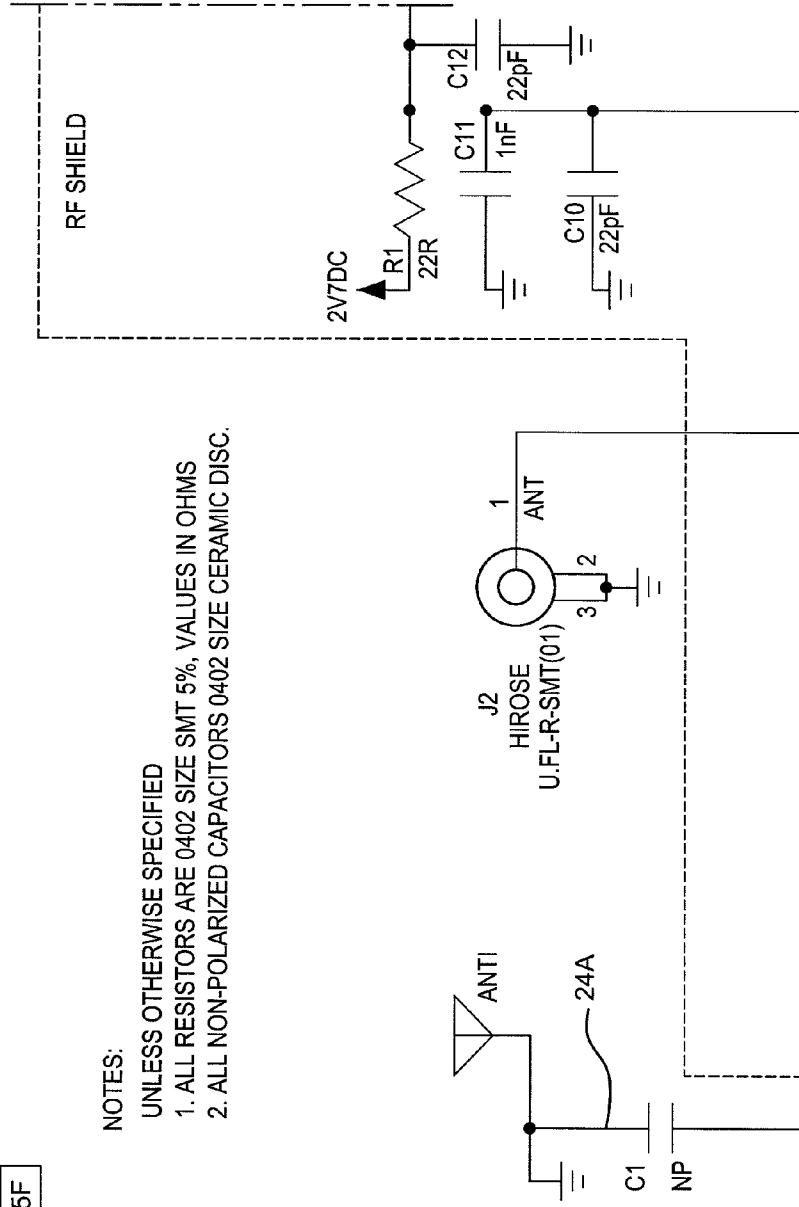 5F
NOTES:
UNLESS OTHERWISE SPECIFIED
1. ALL RESISTORS ARE 0402 SIZE SMT 5%, VALUES IN OHMS
2. ALL NON-POLARIZED CAPACITORS 0402 SIZE CERAMIC DISC.
RF SHIELD
ANTI
24A
C1
NP
J2
HIROSE
U.FL-R-SMT(01)
1
ANT
3
2
2V7DC
R1
22R
C12
22pF
C11
1nF
C10
22pF